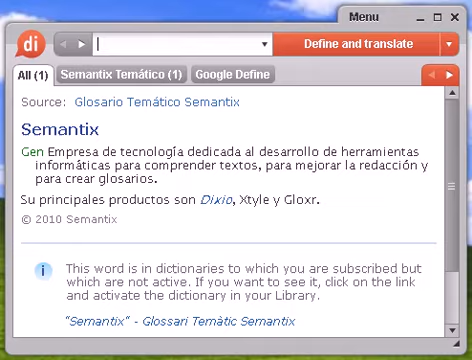 Menu
di
Define and translate
All (1)
Semantix Temático (1)
Google Define
Source: Glosario Temático Semantix
Semantix
Gen Empresa de tecnología dedicada al desarrollo de herramientas
informáticas para comprender textos, para mejorar la redacción y
para crear glosarios.
Su principales productos son Dixio, Xtyle y Gloxr.
© 2010 Semantix
i
This word is in dictionaries to which you are subscribed but
which are not active. If you want to see it, click on the link
and activate the dictionary in your Library.
"Semantix" - Glossari Temàtic Semantix